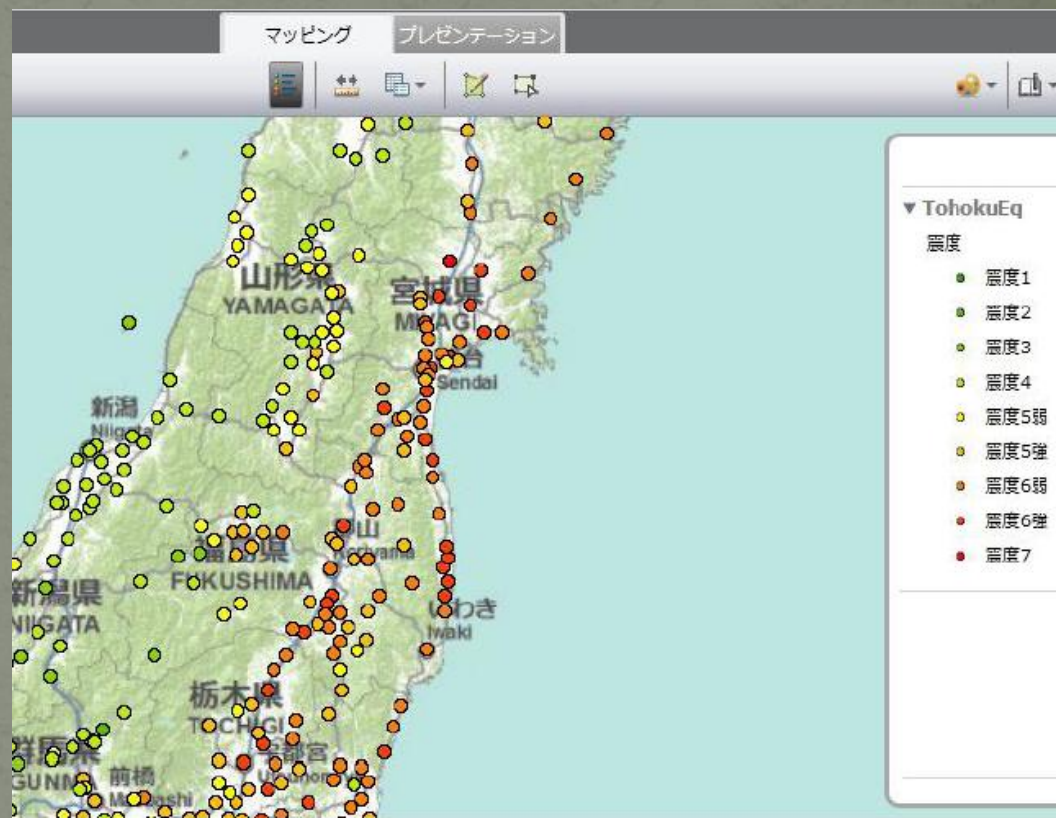 マッピング
プレゼンテーション
山形県
YAMAGATA
宮城県
MIYAGI
Sendai
新潟
Niigata
郡山
Koriyama
福島県
FUKUSHIMA
いわき
Iwaki
新潟県
NIIGATA
栃木県
TOCHIGI
宇都宮
群馬県
GUNMA
前橋
TohokuEq
震度
震度1
震度2
震度3
震度4
震度5弱
震度5強
震度6弱
震度6強
震度7